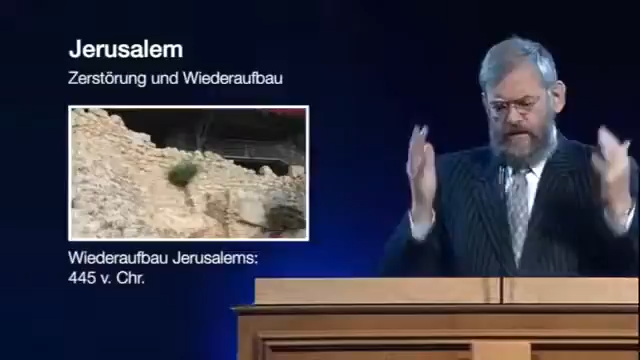 Jerusalem
Zerstörung und Wiederaufbau
Wiederaufbau Jerusalems:
445 v. Chr.